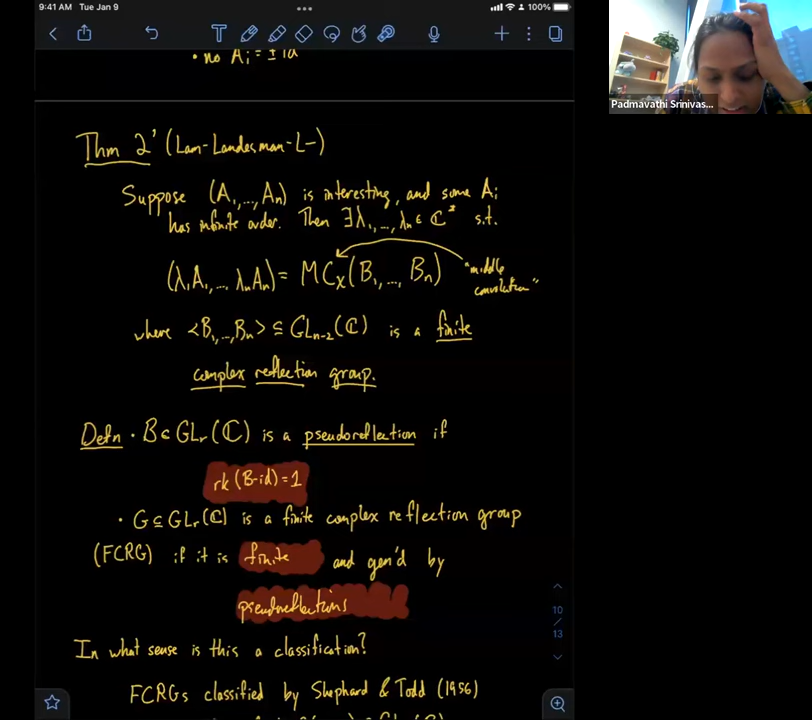 9:41 AM Tue Jan 9
100%
• no Aᵢ = ± id
Thm 2' (Lam-Landesman-L-)
Suppose (A₁,..., Aₙ) is interesting, and some Aᵢ
has infinite order. Then ∃λ₁,...,λₙ ∈ ℂˣ s.t.
(λ₁A₁,..., λₙAₙ) = MCχ(B₁,..., Bₙ)
"middle
convolution"
where <B₁,...,Bₙ> ⊆ GLₙ₋₂(ℂ) is a finite
complex reflection group.
Defn • B ∈ GLᵣ(ℂ) is a pseudoreflection if
rk(B-id)=1
• G ⊆ GLᵣ(ℂ) is a finite complex reflection group
(FCRG) if it is finite and gen'd by
pseudoreflections
In what sense is this a classification?
FCRGs classified by Shephard & Todd (1956)
10
/
13
Padmavathi Srinivas...